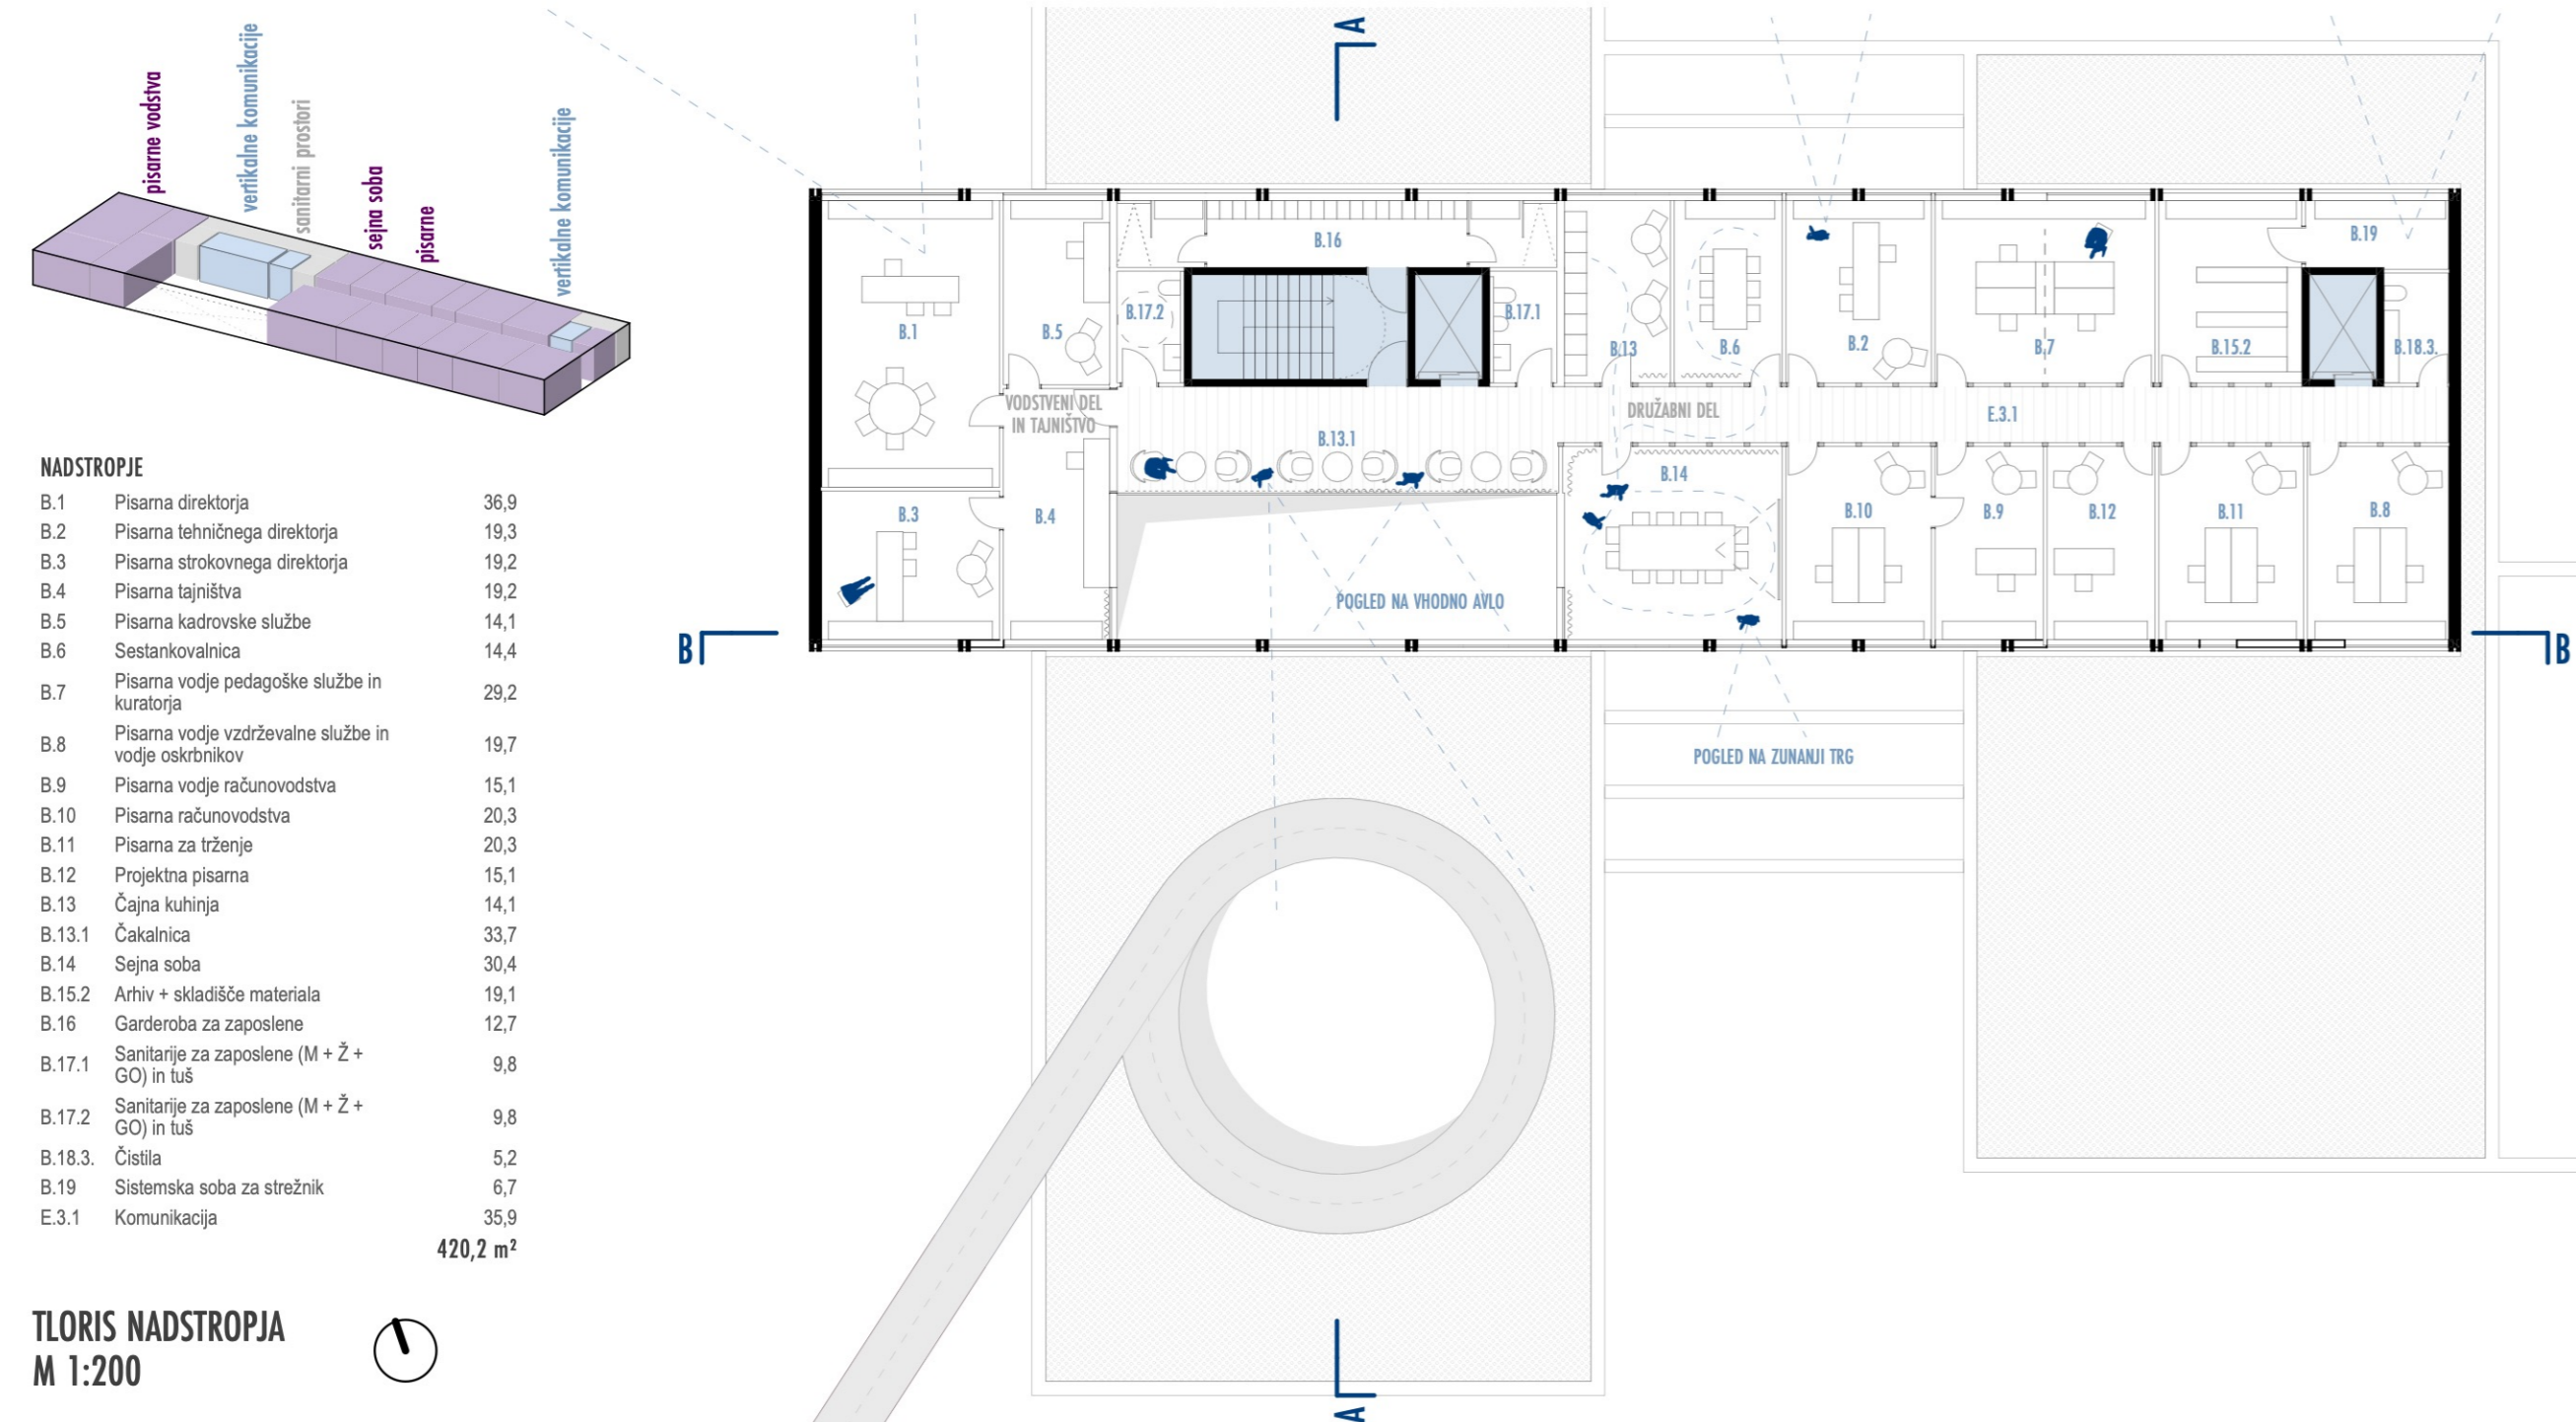 pisarne vodstva
vertikalne komunikacije
sanitarni prostori
sejna soba
pisarne
vertikalne komunikacije
NADSTROPJE
B.1 Pisarna direktorja 36,9
B.2 Pisarna tehničnega direktorja 19,3
B.3 Pisarna strokovnega direktorja 19,2
B.4 Pisarna tajništva 19,2
B.5 Pisarna kadrovske službe 14,1
B.6 Sestankovalnica 14,4
B.7 Pisarna vodje pedagoške službe in
kuratorja 29,2
B.8 Pisarna vodje vzdrževalne službe in
vodje oskrbnikov 19,7
B.9 Pisarna vodje računovodstva 15,1
B.10 Pisarna računovodstva 20,3
B.11 Pisarna za trženje 20,3
B.12 Projektna pisarna 15,1
B.13 Čajna kuhinja 14,1
B.13.1 Čakalnica 33,7
B.14 Sejna soba 30,4
B.15.2 Arhiv + skladišče materiala 19,1
B.16 Garderoba za zaposlene 12,7
B.17.1 Sanitarije za zaposlene (M + Ž +
GO) in tuš 9,8
B.17.2 Sanitarije za zaposlene (M + Ž +
GO) in tuš 9,8
B.18.3. Čistila 5,2
B.19 Sistemska soba za strežnik 6,7
E.3.1 Komunikacija 35,9
420,2 m²
TLORIS NADSTROPJA
M 1:200
A
B.16
B.19
B.17.2
B.17.1
B.1
B.5
B.13
B.6
B.2
B.7
B.15.2
B.18.3.
VODSTVENI DEL
IN TAJNIŠTVO
B.13.1
DRUŽABNI DEL
E.3.1
B.3
B.4
B.14
B.10
B.9
B.12
B.11
B.8
POGLED NA VHODNO AVLO
B
B
POGLED NA ZUNANJI TRG
A